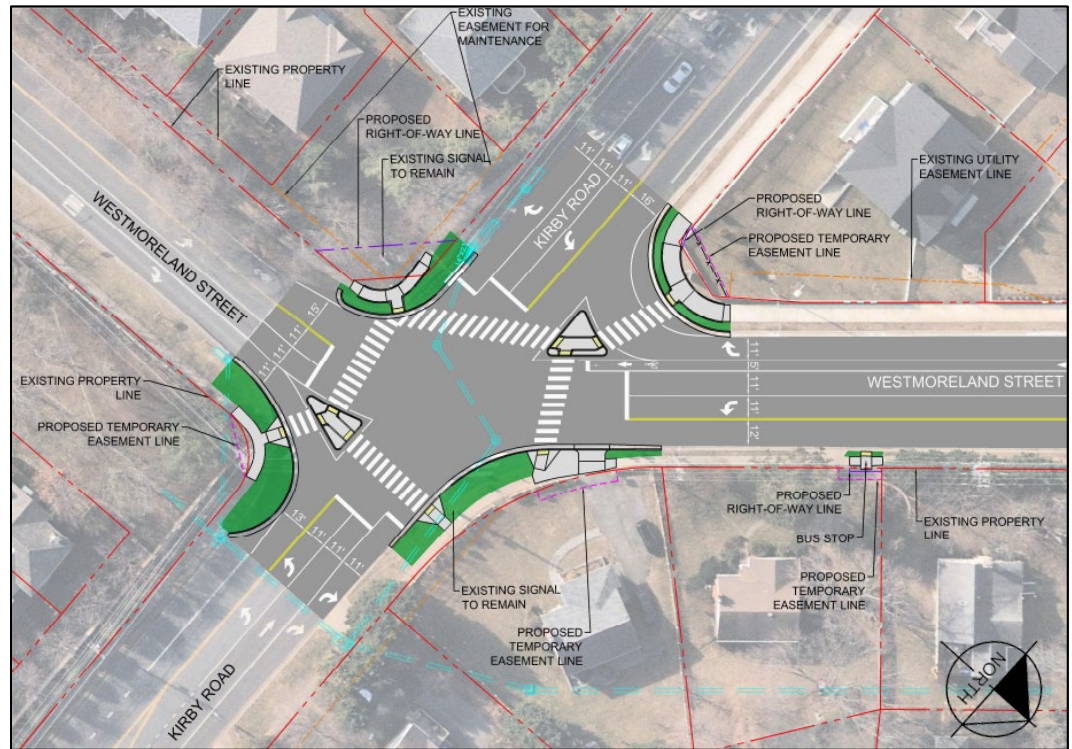 EXISTING
EASEMENT FOR
MAINTENANCE
EXISTING PROPERTY
LINE
PROPOSED
RIGHT-OF-WAY LINE
EXISTING SIGNAL
TO REMAIN
11'
11'
11'
16'
KIRBY ROAD
EXISTING UTILITY
EASEMENT LINE
PROPOSED
RIGHT-OF-WAY LINE
PROPOSED TEMPORARY
EASEMENT LINE
WESTMORELAND STREET
15'
11'
11'
11'
EXISTING PROPERTY
LINE
PROPOSED TEMPORARY
EASEMENT LINE
11'
5'
11'
11'
12'
WESTMORELAND STREET
13'
11'
11'
11'
PROPOSED
RIGHT-OF-WAY LINE
BUS STOP
EXISTING PROPERTY
LINE
EXISTING SIGNAL
TO REMAIN
PROPOSED
TEMPORARY
EASEMENT LINE
PROPOSED
TEMPORARY
EASEMENT LINE
KIRBY ROAD
NORTH